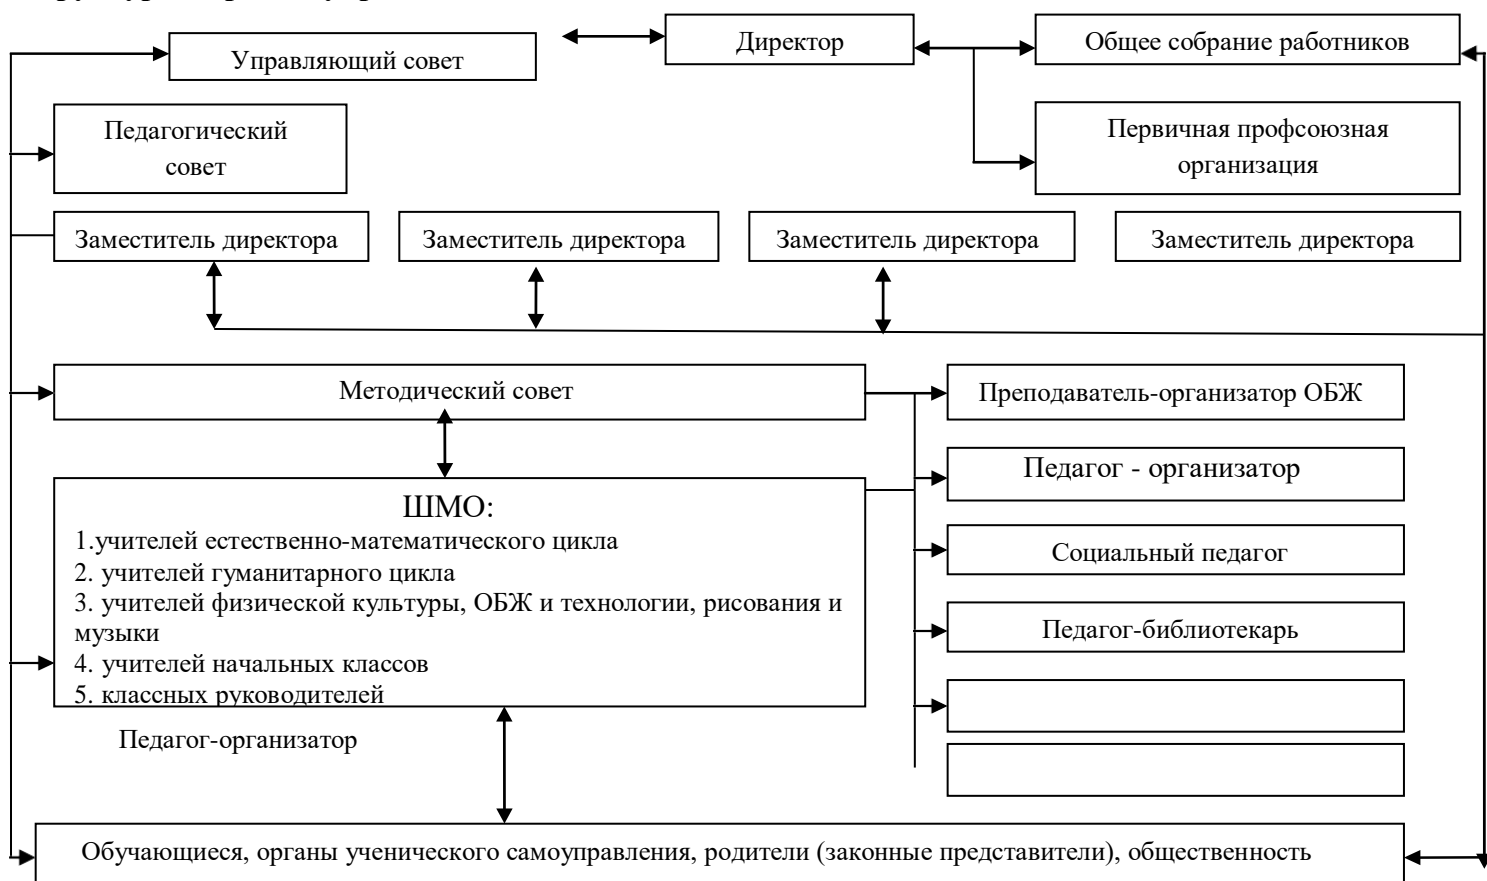 Управляющий совет
Директор
Общее собрание работников
Педагогический
совет
Первичная профсоюзная
организация
Заместитель директора
Заместитель директора
Заместитель директора
Заместитель директора
Методический совет
Преподаватель-организатор ОБЖ
Педагог - организатор
ШМО:
1.учителей естественно-математического цикла
2. учителей гуманитарного цикла
3. учителей физической культуры, ОБЖ и технологии, рисования и
музыки
4. учителей начальных классов
5. классных руководителей
Социальный педагог
Педагог-библиотекарь
Педагог-организатор
Обучающиеся, органы ученического самоуправления, родители (законные представители), общественность